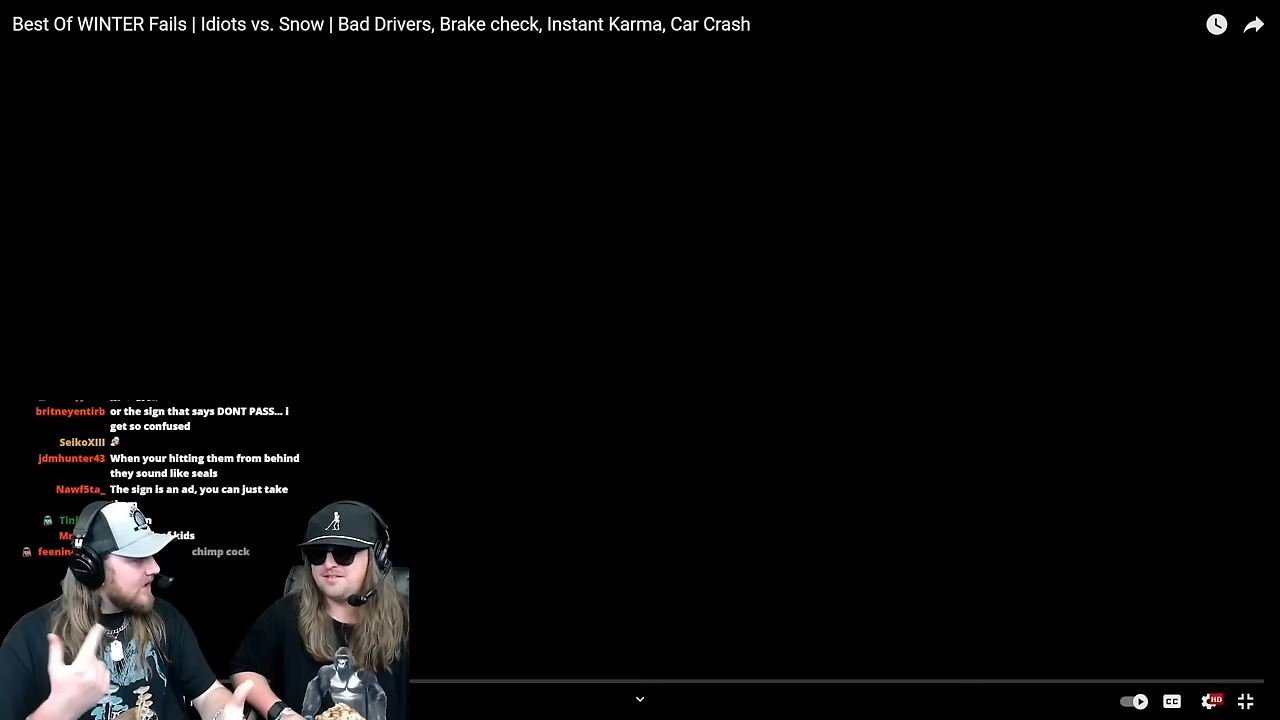 Best Of WINTER Fails | Idiots vs. Snow | Bad Drivers, Brake check, Instant Karma, Car Crash
britneyentirb or the sign that says DONT PASS... i
get so confused
SeikoXIII
jdmhunter43 When your hitting them from behind
they sound like seals
Nawf5ta_ The sign is an ad, you can just take
kids
chimp cock
CC
HD